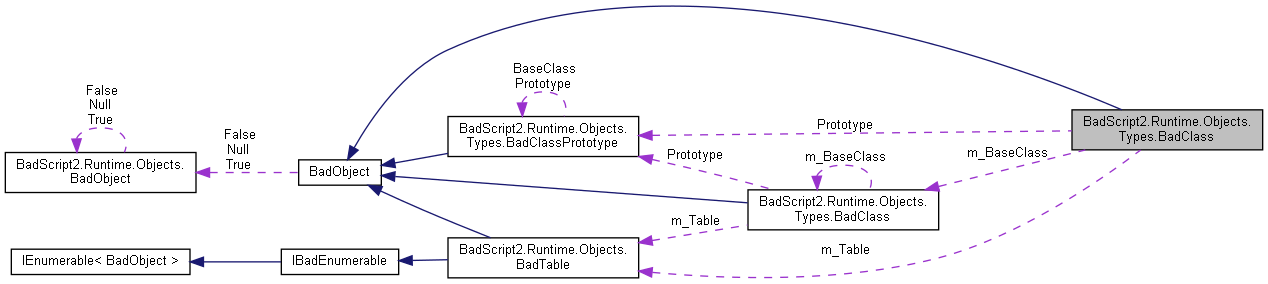 False
Null
True
BadScript2.Runtime.Objects.
BadObject
False
Null
True
BadObject
BaseClass
Prototype
BadScript2.Runtime.Objects.
Types.BadClassPrototype
Prototype
BadScript2.Runtime.Objects.
Types.BadClass
Prototype
m_BaseClass
m_BaseClass
BadScript2.Runtime.Objects.
Types.BadClass
m_Table
m_Table
BadScript2.Runtime.Objects.
BadTable
IBadEnumerable
IEnumerable< BadObject >